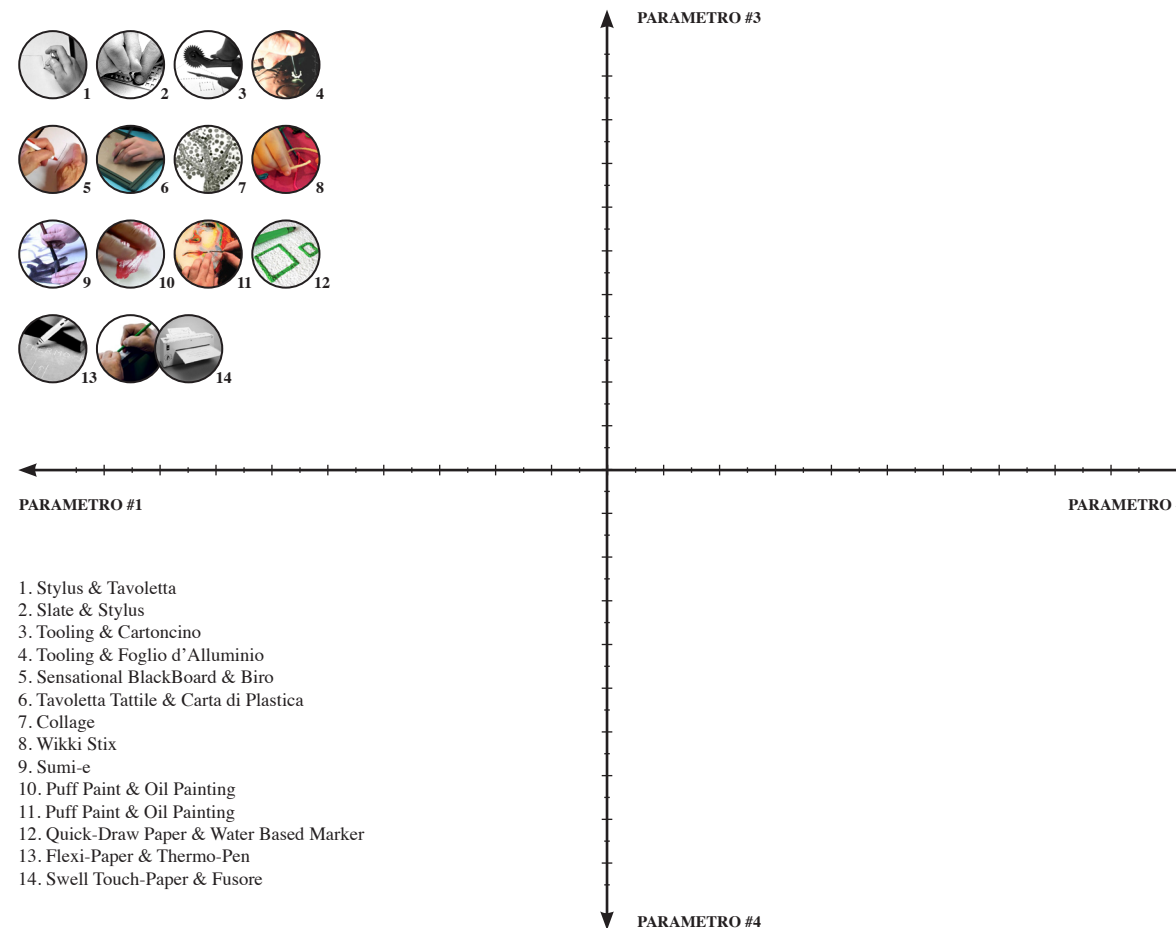 PARAMETRO #3
1
2
3
4
5
6
7
8
9
10
11
12
13
14
PARAMETRO #1
PARAMETRO
1. Stylus & Tavoletta
2. Slate & Stylus
3. Tooling & Cartoncino
4. Tooling & Foglio d'Alluminio
5. Sensational BlackBoard & Biro
6. Tavoletta Tattile & Carta di Plastica
7. Collage
8. Wikki Stix
9. Sumi-e
10. Puff Paint & Oil Painting
11. Puff Paint & Oil Painting
12. Quick-Draw Paper & Water Based Marker
13. Flexi-Paper & Thermo-Pen
14. Swell Touch-Paper & Fusore
PARAMETRO #4